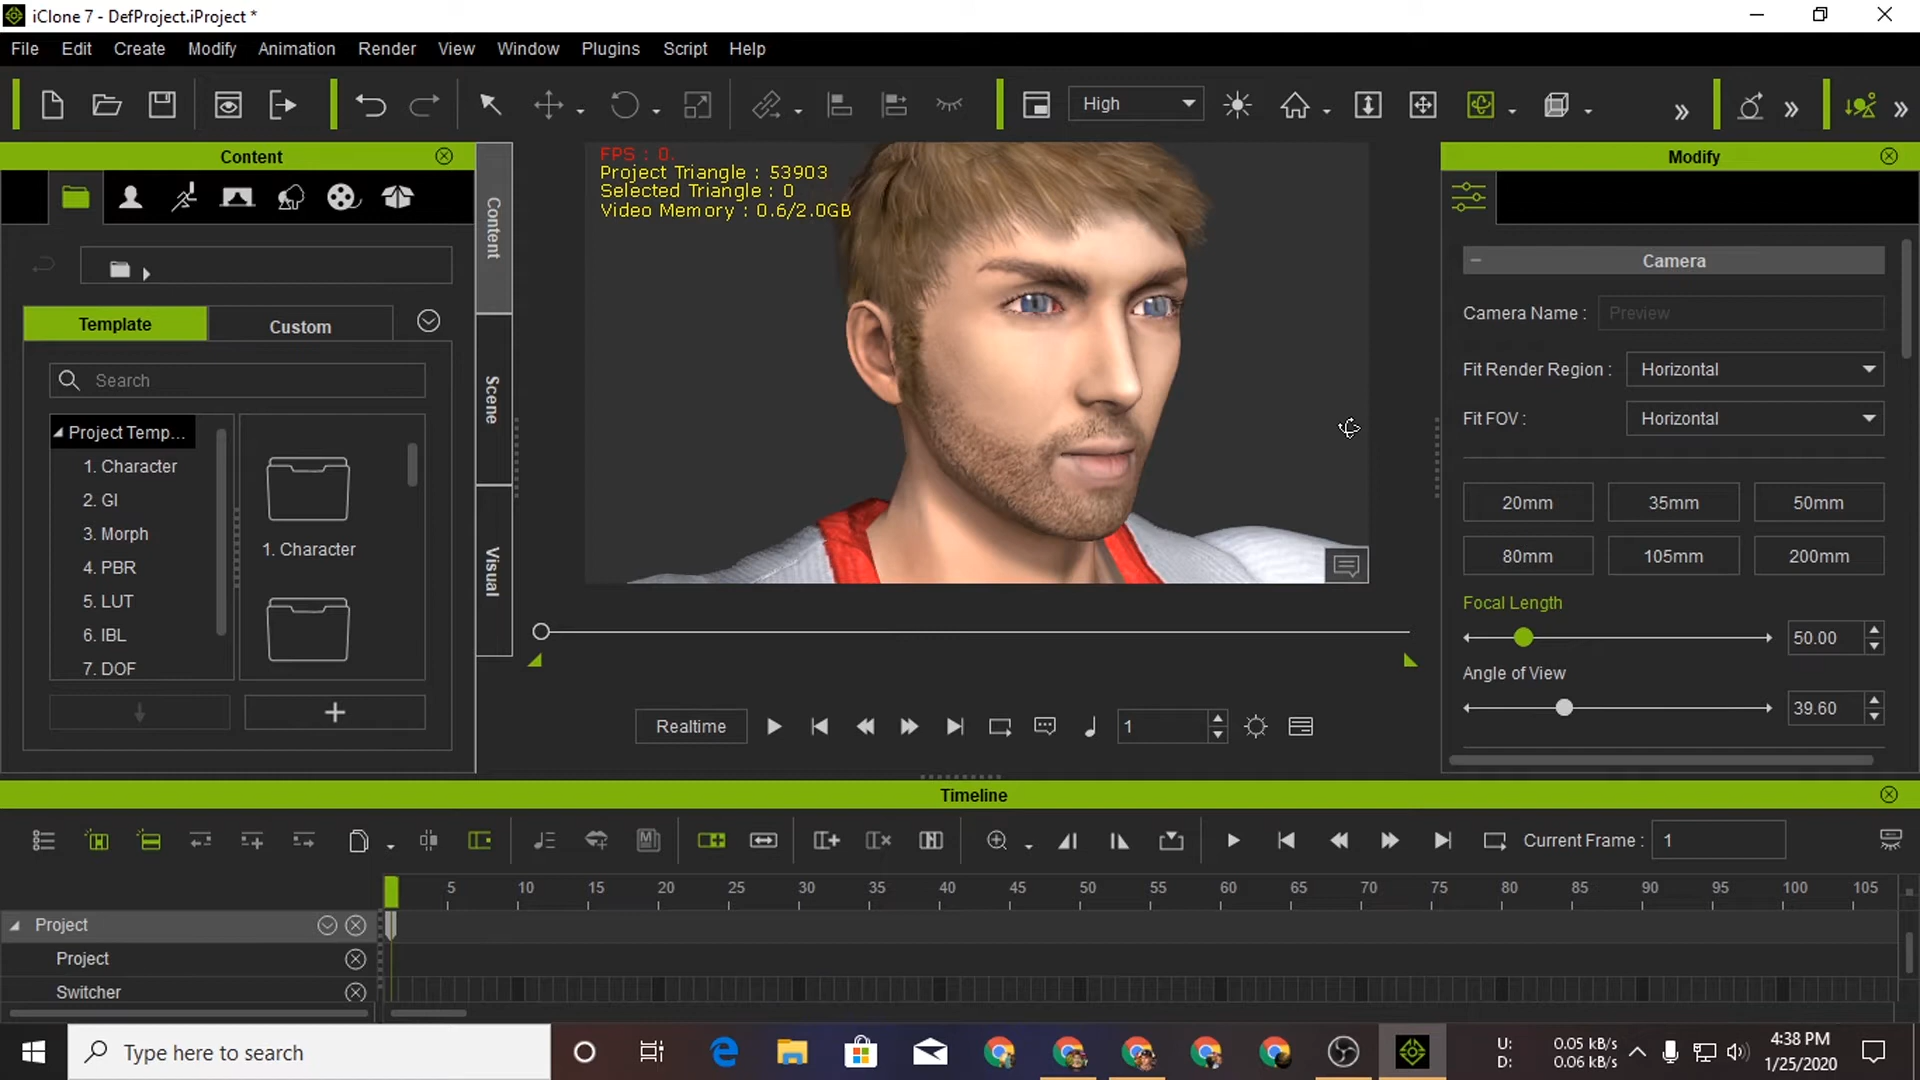 iClone 7 - DefProject.iProject *
File Edit Create Modify Animation Render View Window Plugins Script Help
High
Content
Template
Custom
Search
Project Temp...
1. Character
2. GI
3. Morph
4. PBR
5. LUT
6. IBL
7. DOF
1. Character
Content
Scene
Visual
FPS : 0.
Project Triangle : 53903
Selected Triangle : 0
Video Memory : 0.6/2.0GB
Realtime
1
Modify
Camera
Camera Name :
Preview
Fit Render Region :
Horizontal
Fit FOV :
Horizontal
20mm 35mm 50mm
80mm 105mm 200mm
Focal Length
50.00
Angle of View
39.60
Timeline
Current Frame : 1
5 10 15 20 25 30 35 40 45 50 55 60 65 70 75 80 85 90 95 100 105
Project
Project
Switcher
Type here to search
U: 0.05 kB/s
D: 0.06 kB/s
4:38 PM
1/25/2020